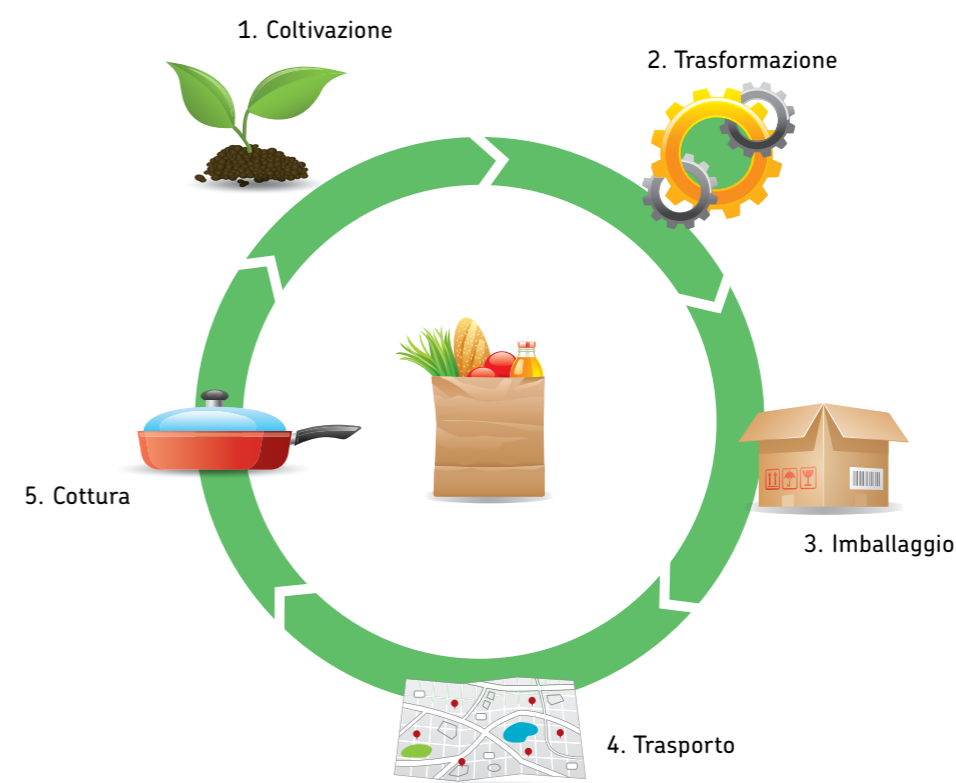 1. Coltivazione
2. Trasformazione
3. Imballaggio
4. Trasporto
5. Cottura